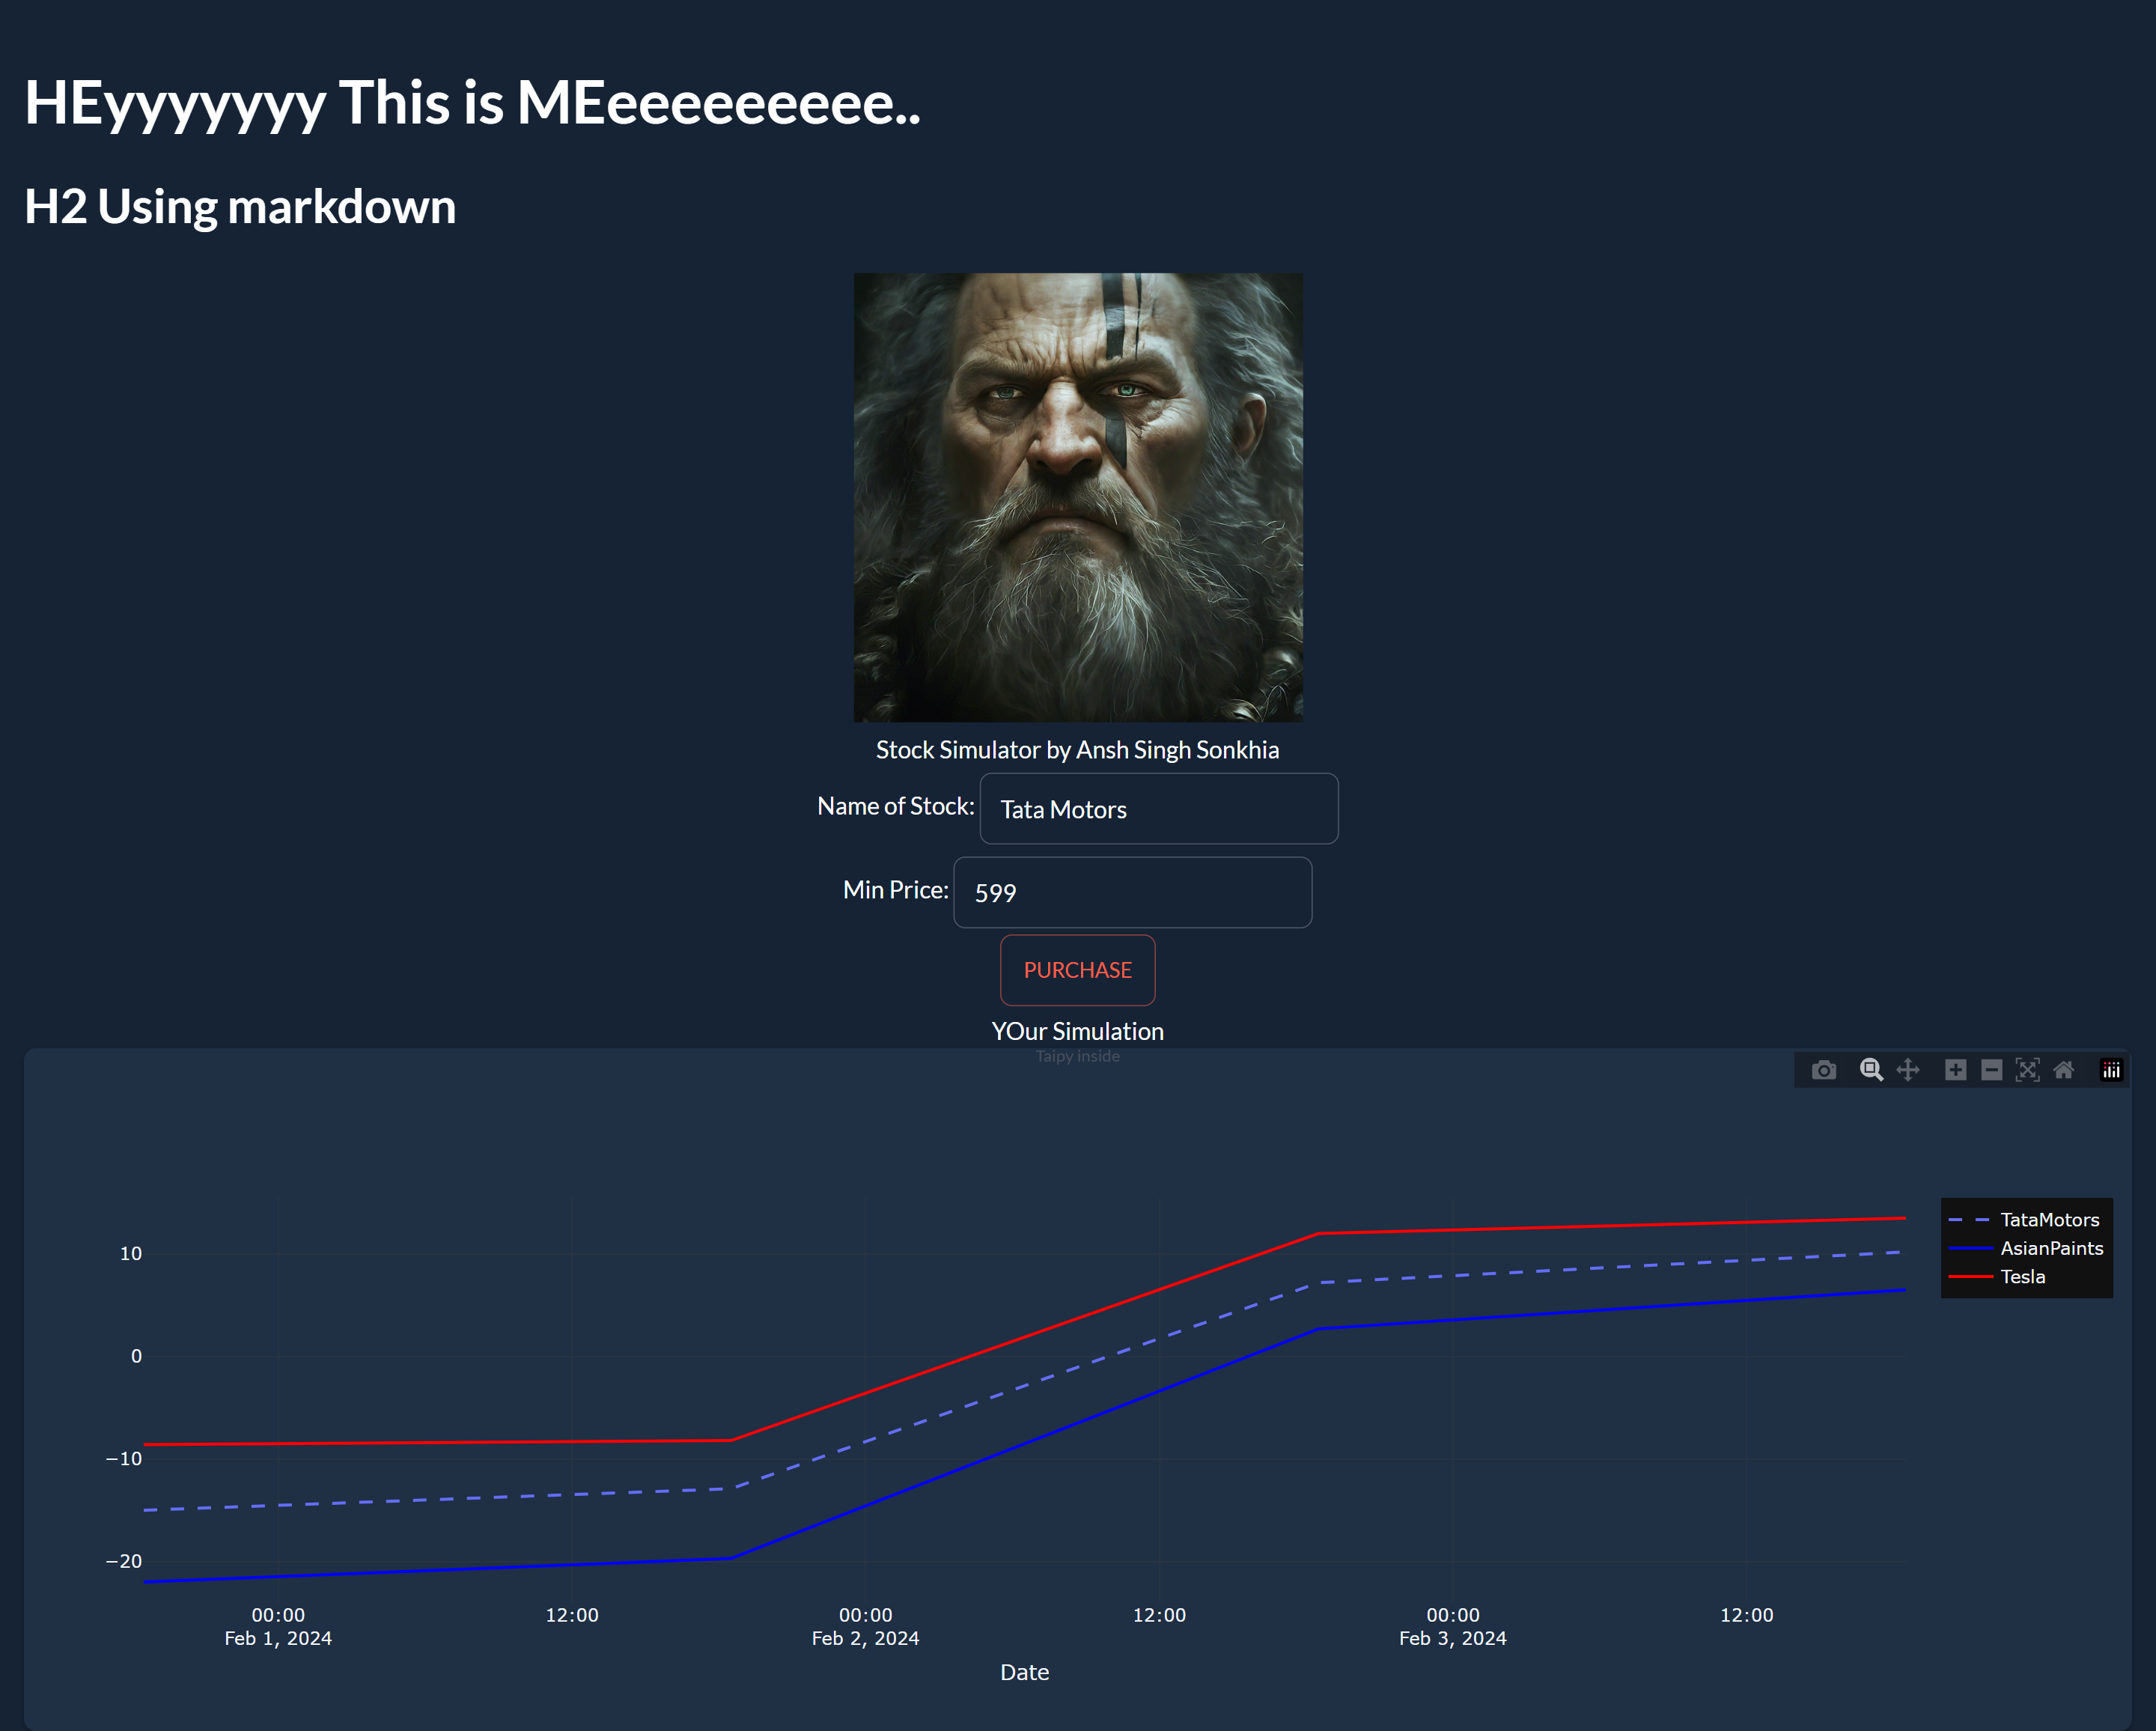 HEyyyyyyy This is MEeeeeeeeee..
H2 Using markdown
Stock Simulator by Ansh Singh Sonkhia
Name of Stock: Tata Motors
Min Price: 599
PURCHASE
YOur Simulation
Taipy inside
TataMotors
AsianPaints
Tesla
10
0
−10
−20
00:00 12:00 00:00 12:00 00:00 12:00
Feb 1, 2024 Feb 2, 2024 Feb 3, 2024
Date